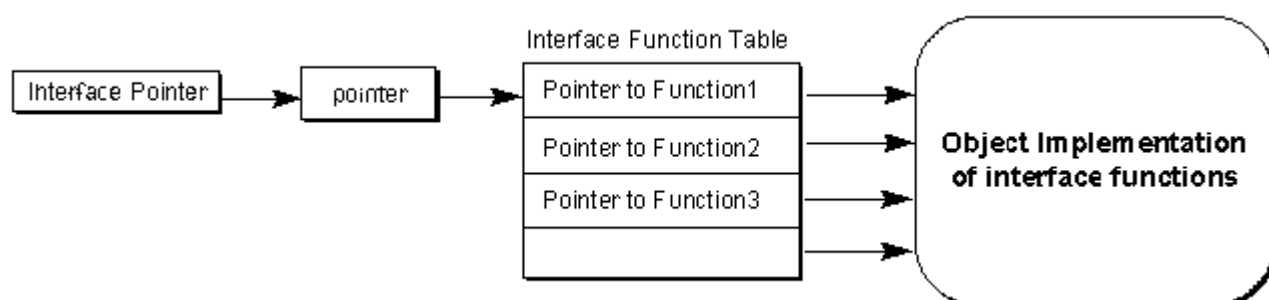 Interface Function Table
Interface Pointer
pointer
Pointer to Function1
Pointer to Function2
Pointer to Function3
Object Implementation
of interface functions